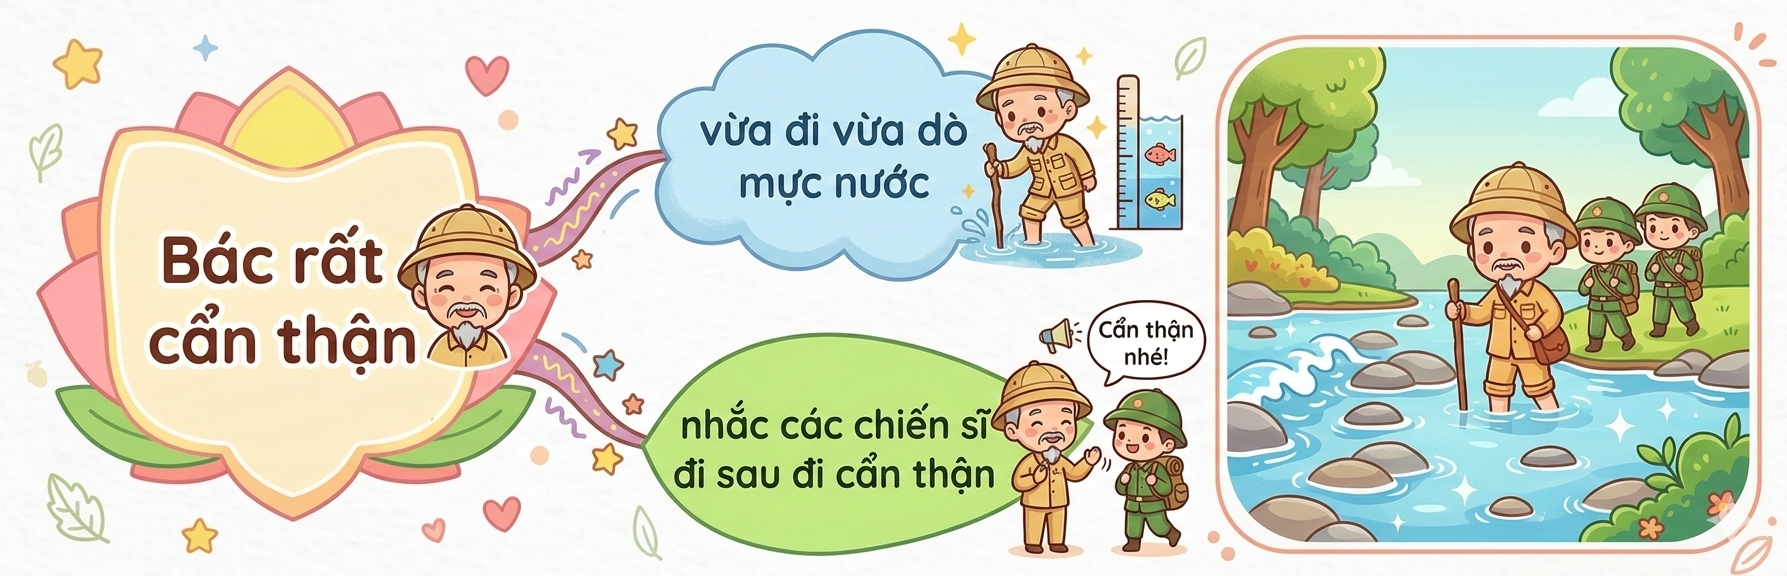 Bác rất
cẩn thận
vừa đi vừa dò
mực nước
nhắc các chiến sĩ
đi sau đi cẩn thận
Cẩn thận
nhé!